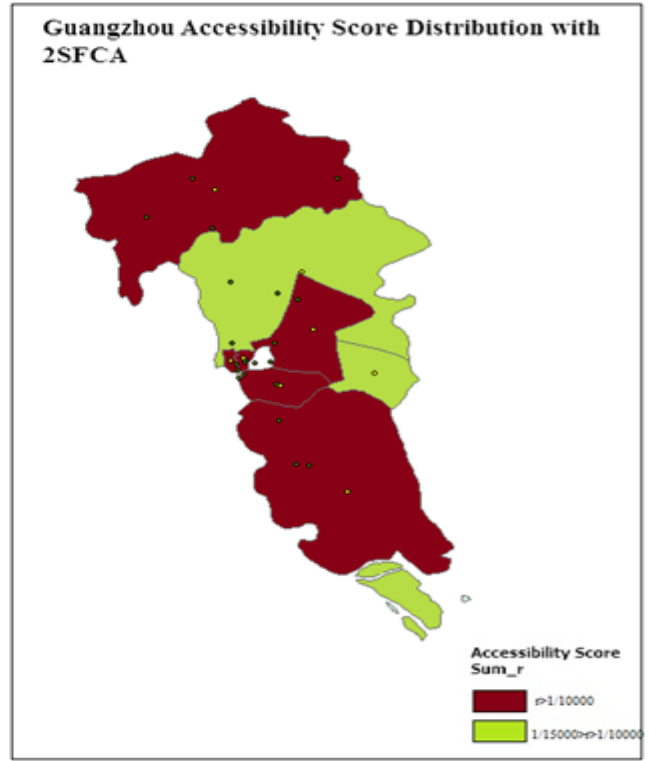 Guangzhou Accessibility Score Distribution with
2SFCA
Accessibility Score
Sum_r
r>1/10000
1/15000>r>1/10000